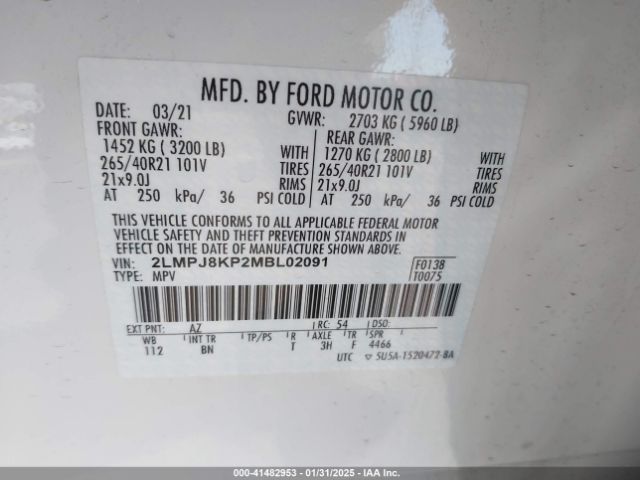 MFD. BY FORD MOTOR CO.
DATE: 03/21 GVWR: 2703 KG ( 5960 LB)
FRONT GAWR: REAR GAWR:
1452 KG ( 3200 LB) WITH 1270 KG ( 2800 LB) WITH
265/40R21 101V TIRES 265/40R21 101V TIRES
21x9.0J RIMS 21x9.0J RIMS
AT 250 kPa/ 36 PSI COLD AT 250 kPa/ 36 PSI COLD
THIS VEHICLE CONFORMS TO ALL APPLICABLE FEDERAL MOTOR
VEHICLE SAFETY AND THEFT PREVENTION STANDARDS IN
EFFECT ON THE DATE OF MANUFACTURE SHOWN ABOVE.
VIN: 2LMPJ8KP2MBL02091 F0138
TYPE: MPV T0075
EXT PNT: AZ RC: 54 DSO:
WB INT TR TP/PS R AXLE TR SPR
112 BN T 3H F 4466
UTC ▽ 5U5A-1520472-BA
000-41482953 - 01/31/2025 - IAA Inc.